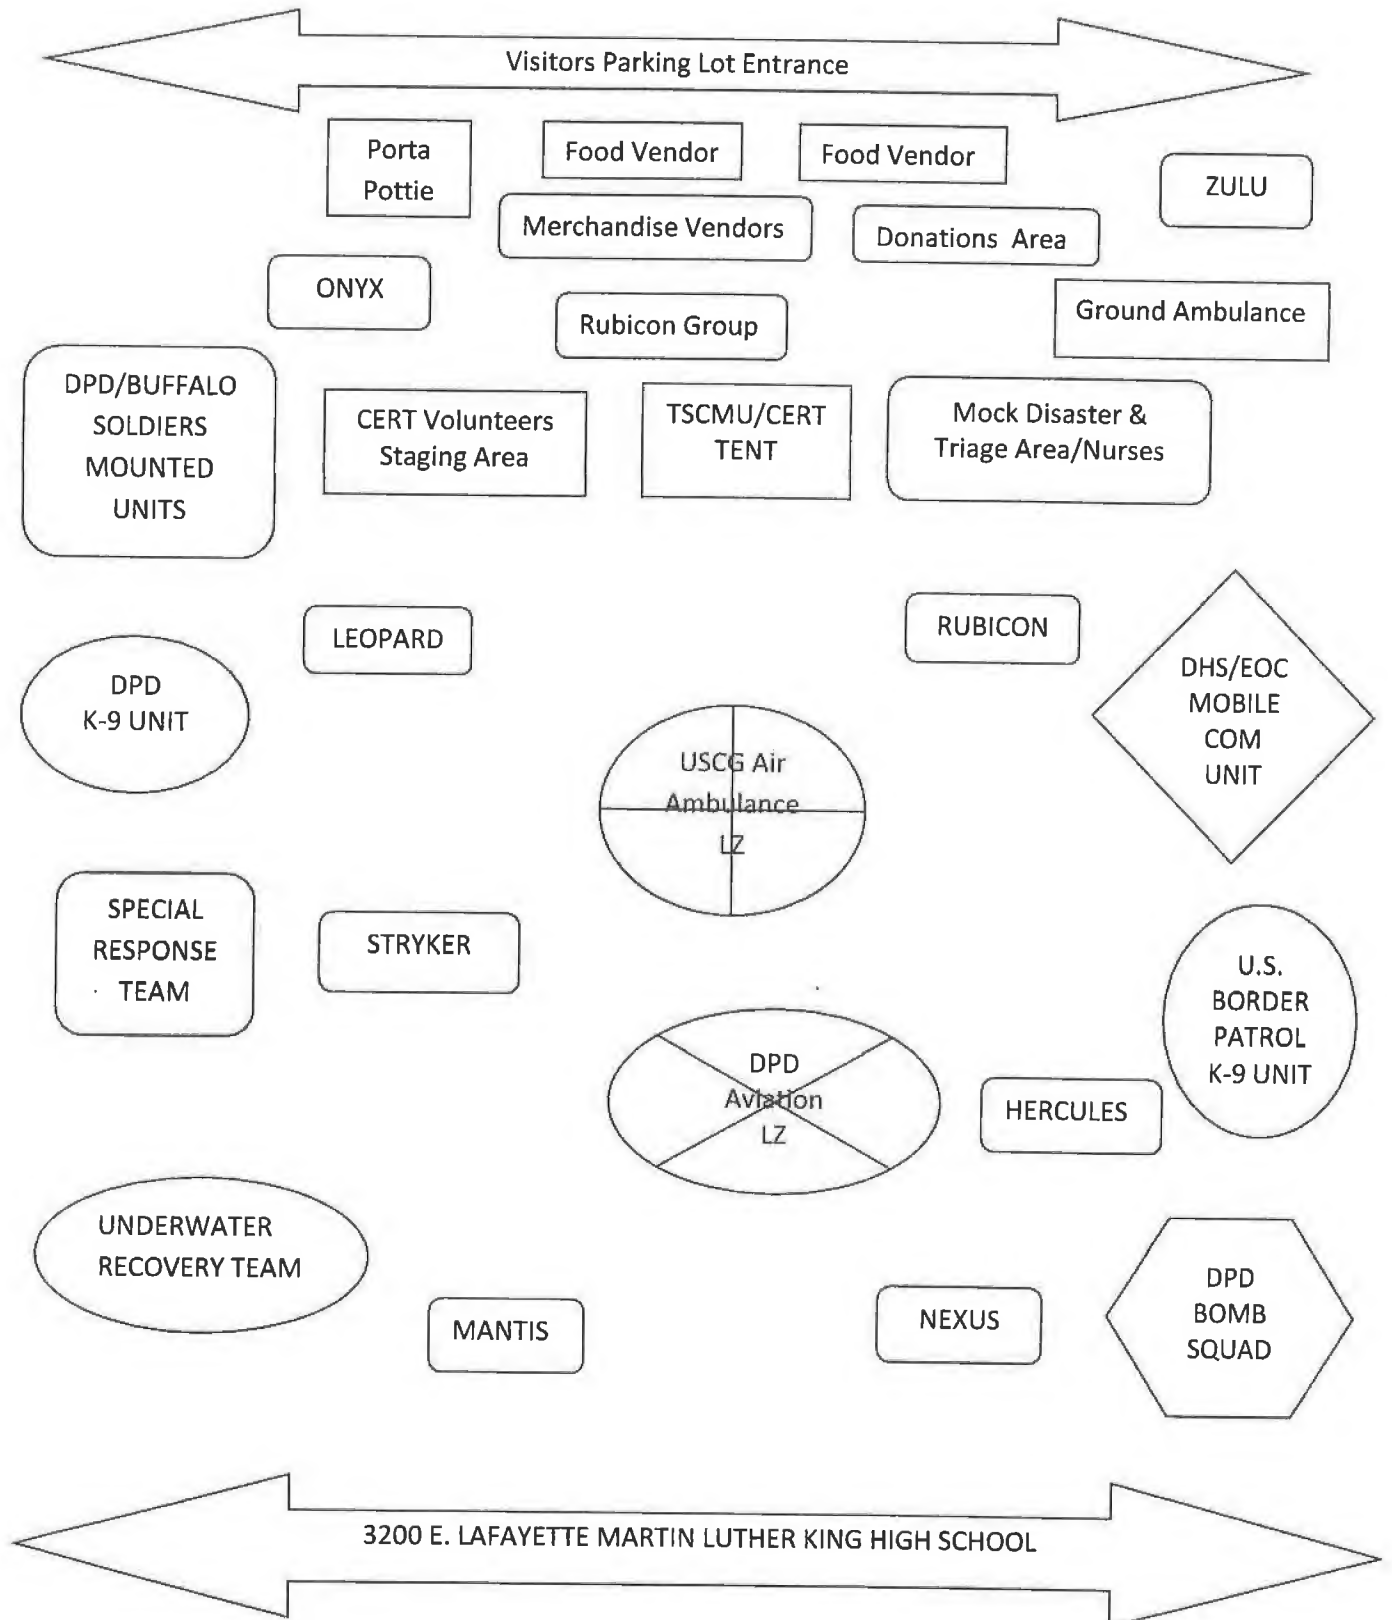 Visitors Parking Lot Entrance
Porta
Pottie
Food Vendor
Food Vendor
ZULU
Merchandise Vendors
Donations Area
ONYX
Rubicon Group
Ground Ambulance
DPD/BUFFALO
SOLDIERS
MOUNTED
UNITS
CERT Volunteers
Staging Area
TSCMU/CERT
TENT
Mock Disaster &
Triage Area/Nurses
LEOPARD
RUBICON
DPD
K-9 UNIT
DHS/EOC
MOBILE
COM
UNIT
USCG Air
Ambulance
LZ
SPECIAL
RESPONSE
TEAM
STRYKER
U.S.
BORDER
PATROL
K-9 UNIT
DPD
Aviation
LZ
HERCULES
UNDERWATER
RECOVERY TEAM
MANTIS
NEXUS
DPD
BOMB
SQUAD
3200 E. LAFAYETTE MARTIN LUTHER KING HIGH SCHOOL